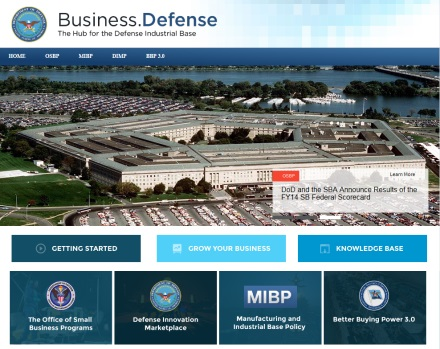 Business.Defense
The Hub for the Defense Industrial Base
HOME OSBP MIBP DIMP BBP 3.0
OSBP
Learn More
DoD and the SBA Announce Results of the
FY14 SB Federal Scorecard
GETTING STARTED
GROW YOUR BUSINESS
KNOWLEDGE BASE
The Office of Small
Business Programs
Defense Innovation
Marketplace
MIBP
Manufacturing and
Industrial Base Policy
Better Buying Power 3.0